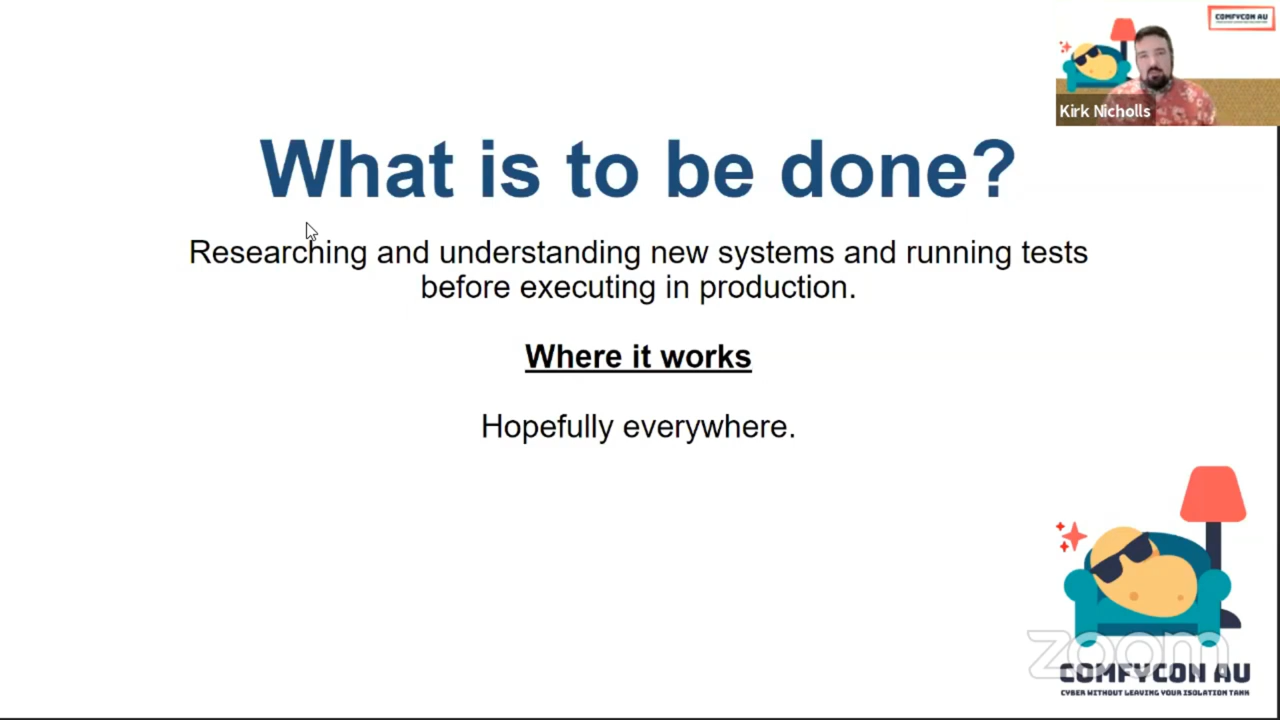 COMFYCON AU
Kirk Nicholls
What is to be done?
Researching and understanding new systems and running tests
before executing in production.
Where it works
Hopefully everywhere.
zoom
COMFYCON AU
CYBER WITHOUT LEAVING YOUR ISOLATION TANK